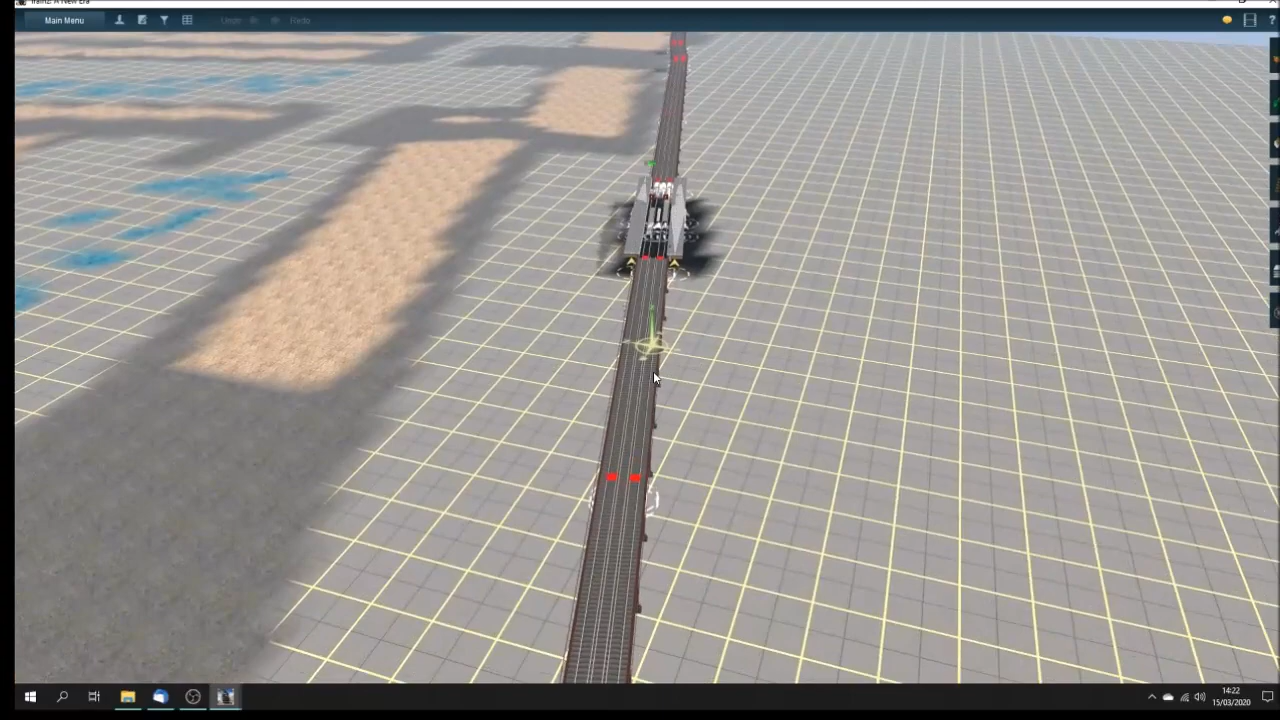 Trainz: A New Era
Main Menu
Undo
Redo
?
14:22
15/03/2020